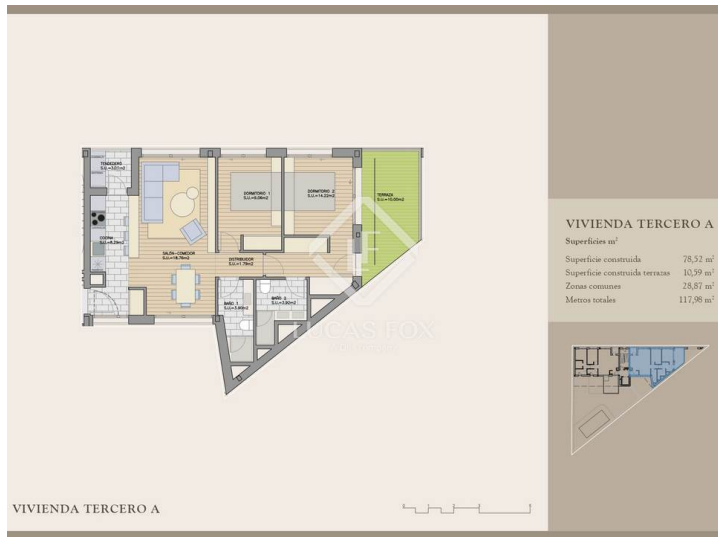 TENDEDERO
DORMITORIO 1
DORMITORIO 2
TERRAZA
S.U.=10.00m2
COCINA
SALÓN-COMEDOR
DISTRIBUIDOR
BAÑO 1
BAÑO 2
LUCAS FOX
VIVIENDA TERCERO A
Superficies m²
Superficie construida 78,52 m²
Superficie construida terrazas 10,59 m²
Zonas comunes 28,87 m²
Metros totales 117,98 m²
VIVIENDA TERCERO A